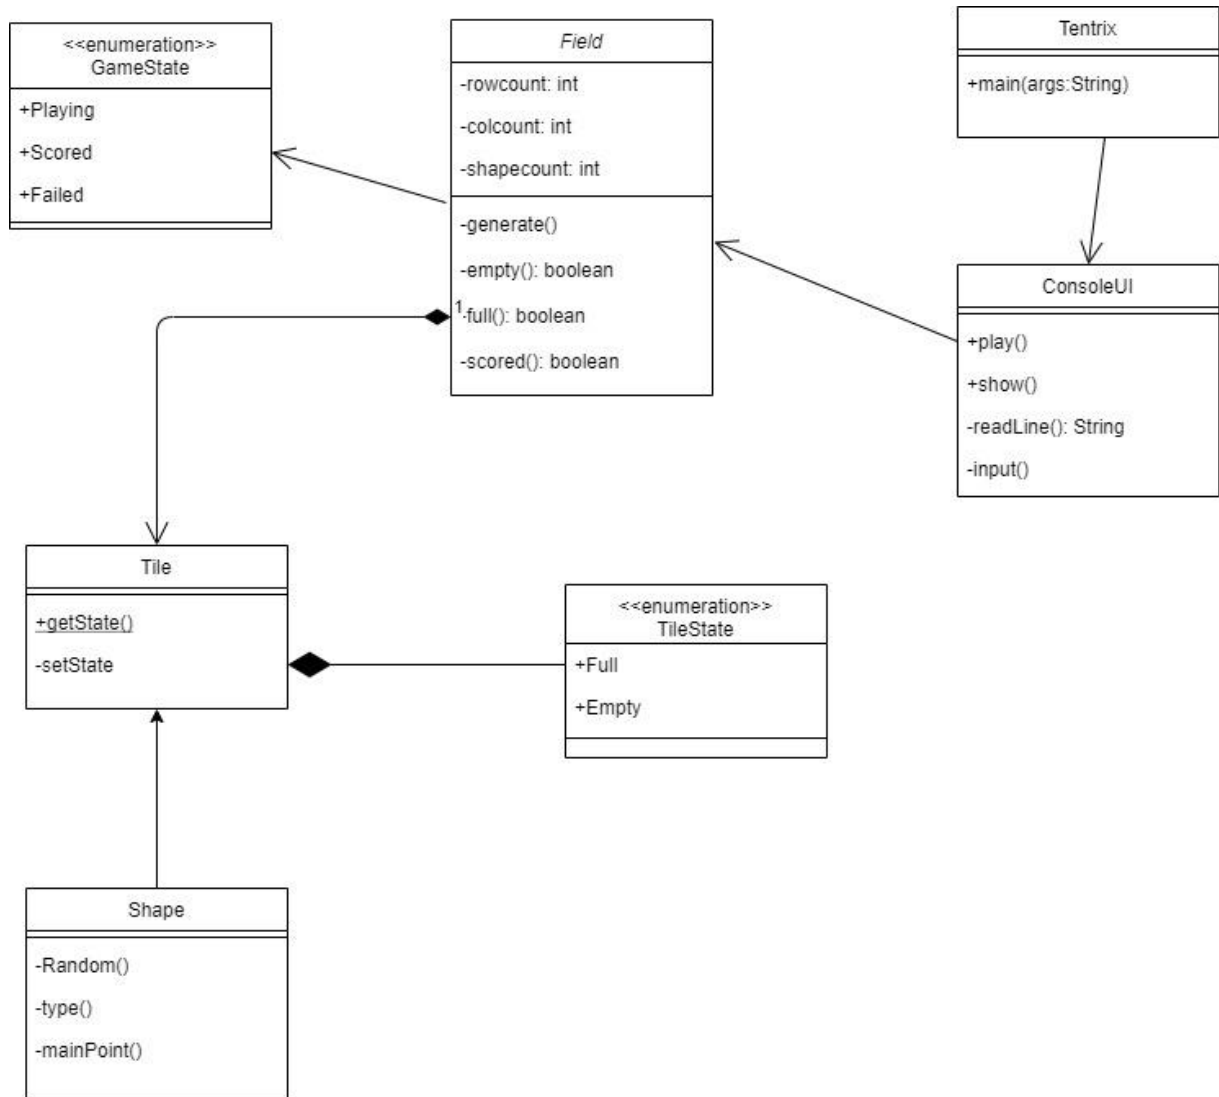 <<enumeration>>
GameState
+Playing
+Scored
+Failed
Field
-rowcount: int
-colcount: int
-shapecount: int
-generate()
-empty(): boolean
1
-full(): boolean
-scored(): boolean
Tentrix
+main(args:String)
ConsoleUI
+play()
+show()
-readLine(): String
-input()
Tile
+getState()
-setState
<<enumeration>>
TileState
+Full
+Empty
Shape
-Random()
-type()
-mainPoint()